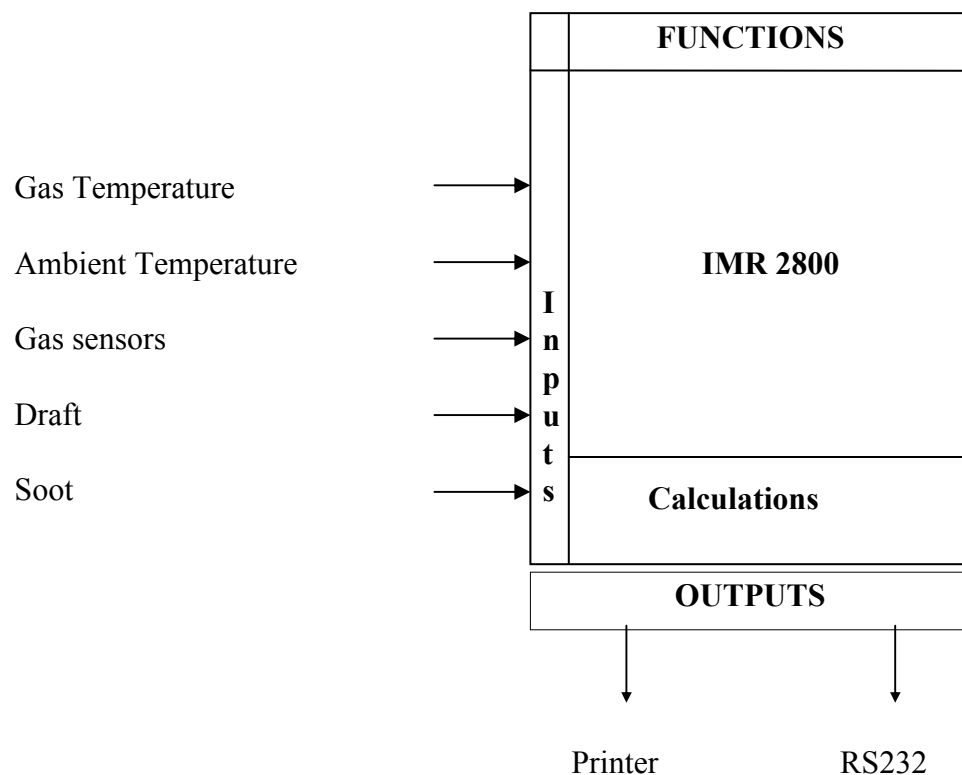 FUNCTIONS
Gas Temperature
Ambient Temperature
IMR 2800
Gas sensors
Draft
Soot
Inputs
Calculations
OUTPUTS
Printer
RS232